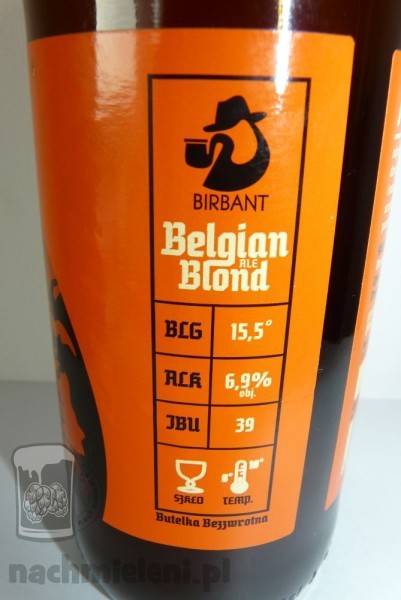 BIRBANT
Belgian
ALE
Blond
BLG 15,5°
ALK 6,9%
obj.
IBU 39
SZKŁO TEMP.
Butelka Bezzwrotna
nachmieleni.pl